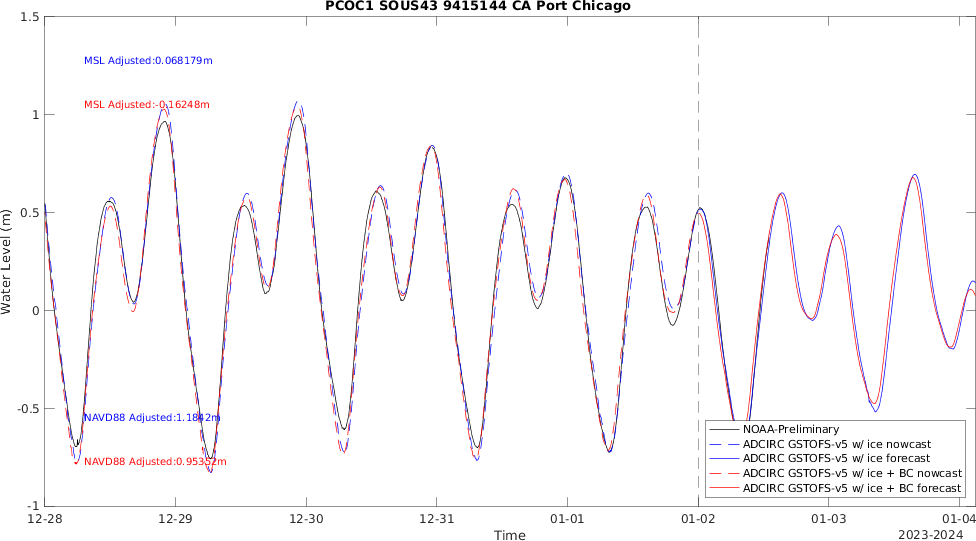 PCOC1 SOUS43 9415144 CA Port Chicago
1.5
MSL Adjusted:0.068179m
1
MSL Adjusted:-0.16248m
0.5
Water Level (m)
0
-0.5
NAVD88 Adjusted:1.1842m
NOAA-Preliminary
ADCIRC GSTOFS-v5 w/ ice nowcast
ADCIRC GSTOFS-v5 w/ ice forecast
NAVD88 Adjusted:0.95352m
ADCIRC GSTOFS-v5 w/ ice + BC nowcast
ADCIRC GSTOFS-v5 w/ ice + BC forecast
-1
12-28 12-29 12-30 12-31 01-01 01-02 01-03 01-04
Time
2023-2024